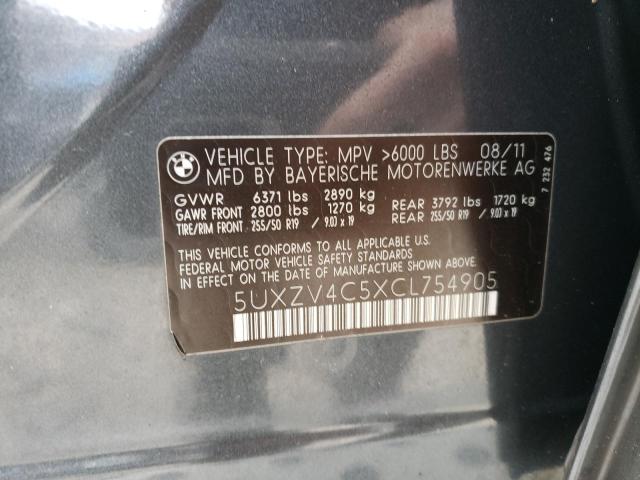 BMW
VEHICLE TYPE: MPV >6000 LBS 08/11
MFD BY BAYERISCHE MOTORENWERKE AG
GVWR 6371 lbs 2890 kg
GAWR FRONT 2800 lbs 1270 kg REAR 3792 lbs 1720 kg
TIRE/RIM FRONT 255/50 R19 / 9.0J x 19 REAR 255/50 R19 / 9.0J x 19
THIS VEHICLE CONFORMS TO ALL APPLICABLE U.S.
FEDERAL MOTOR VEHICLE SAFETY STANDARDS
IN EFFECT ON THE DATE OF MANUFACTURE SHOWN ABOVE.
5UXZV4C5XCL754905
7 232 476